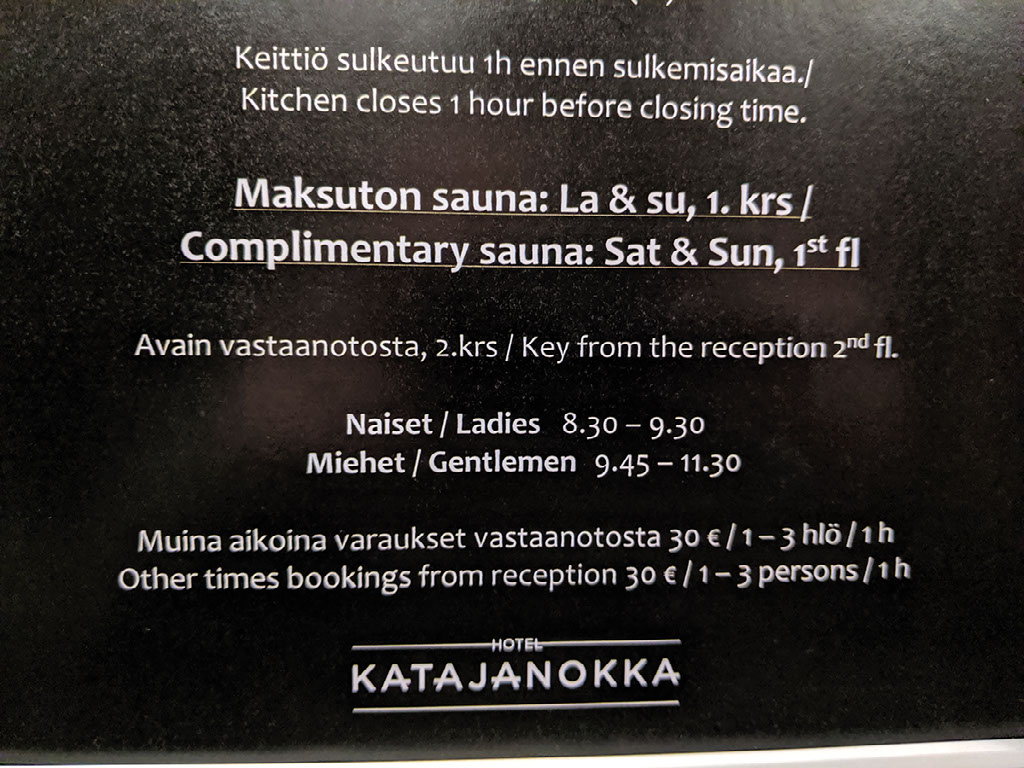 Keittiö sulkeutuu 1h ennen sulkemisaikaa./
Kitchen closes 1 hour before closing time.
Maksuton sauna: La & su, 1. krs /
Complimentary sauna: Sat & Sun, 1st fl
Avain vastaanotosta, 2.krs / Key from the reception 2nd fl.
Naiset / Ladies 8.30 – 9.30
Miehet / Gentlemen 9.45 – 11.30
Muina aikoina varaukset vastaanotosta 30 € / 1 – 3 hlö / 1 h
Other times bookings from reception 30 € / 1 – 3 persons / 1 h
HOTEL
KATAJANOKKA